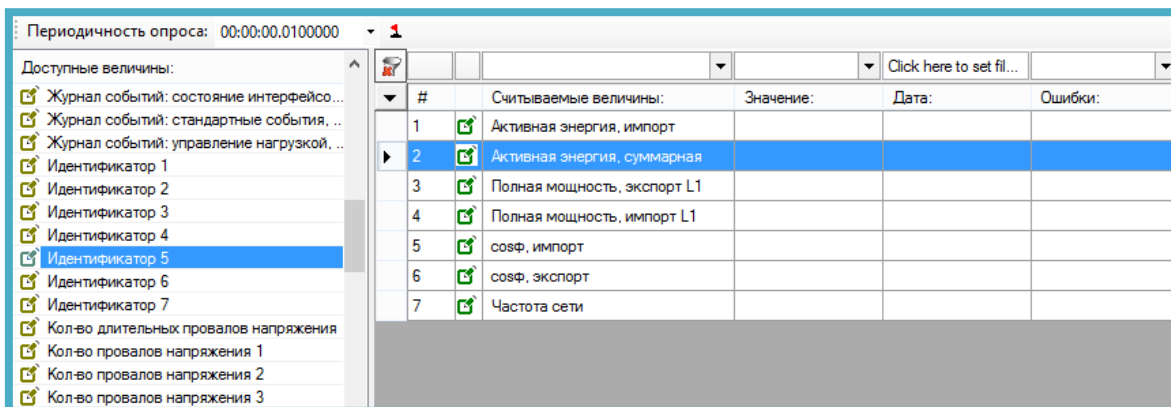 Периодичность опроса: 00:00:00.0100000
1
Доступные величины:
Журнал событий: состояние интерфейсо...
Журнал событий: стандартные события, ..
Журнал событий: управление нагрузкой, ..
Идентификатор 1
Идентификатор 2
Идентификатор 3
Идентификатор 4
Идентификатор 5
Идентификатор 6
Идентификатор 7
Кол-во длительных провалов напряжения
Кол-во провалов напряжения 1
Кол-во провалов напряжения 2
Кол-во провалов напряжения 3
Click here to set fil...
# Считываемые величины: Значение: Дата: Ошибки:
1 Активная энергия, импорт
2 Активная энергия, суммарная
3 Полная мощность, экспорт L1
4 Полная мощность, импорт L1
5 cosф, импорт
6 cosф, экспорт
7 Частота сети